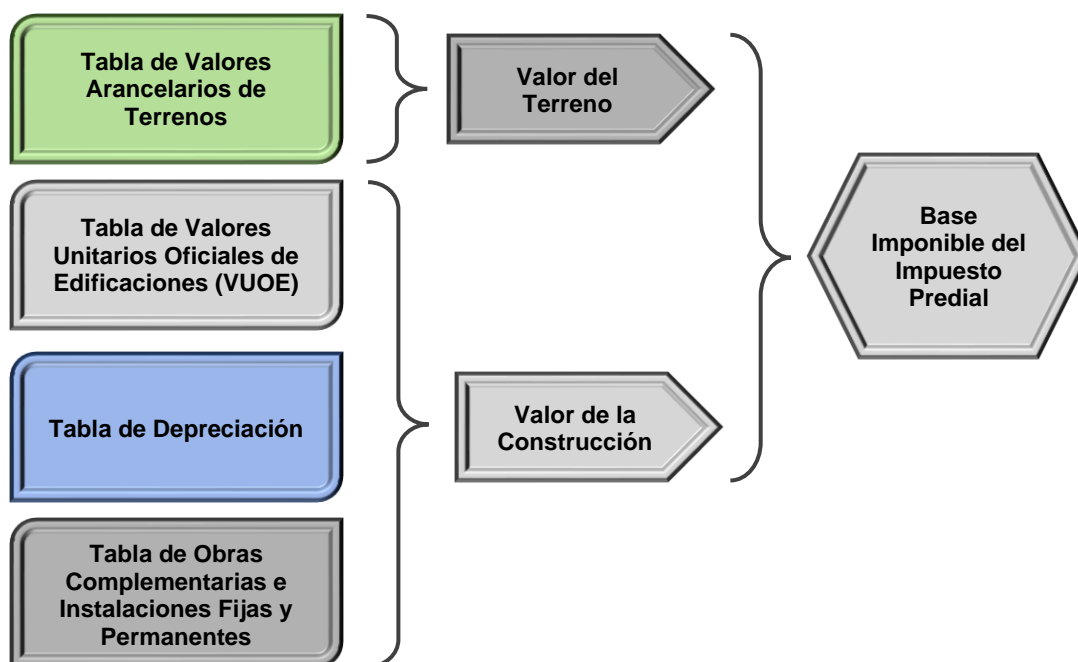 Tabla de Valores
Arancelarios de
Terrenos
Valor del
Terreno
Tabla de Valores
Unitarios Oficiales de
Edificaciones (VUOE)
Base
Imponible del
Impuesto
Predial
Tabla de Depreciación
Valor de la
Construcción
Tabla de Obras
Complementarias e
Instalaciones Fijas y
Permanentes